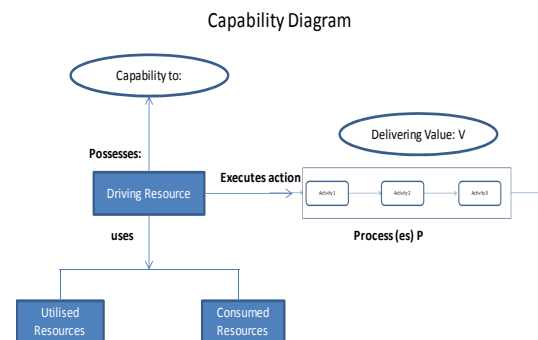 Capability Diagram
Capability to:
Delivering Value: V
Possesses:
Executes action
Driving Resource
Activity 1
Activity 2
Activity 3
uses
Process (es) P
Utilised
Resources
Consumed
Resources